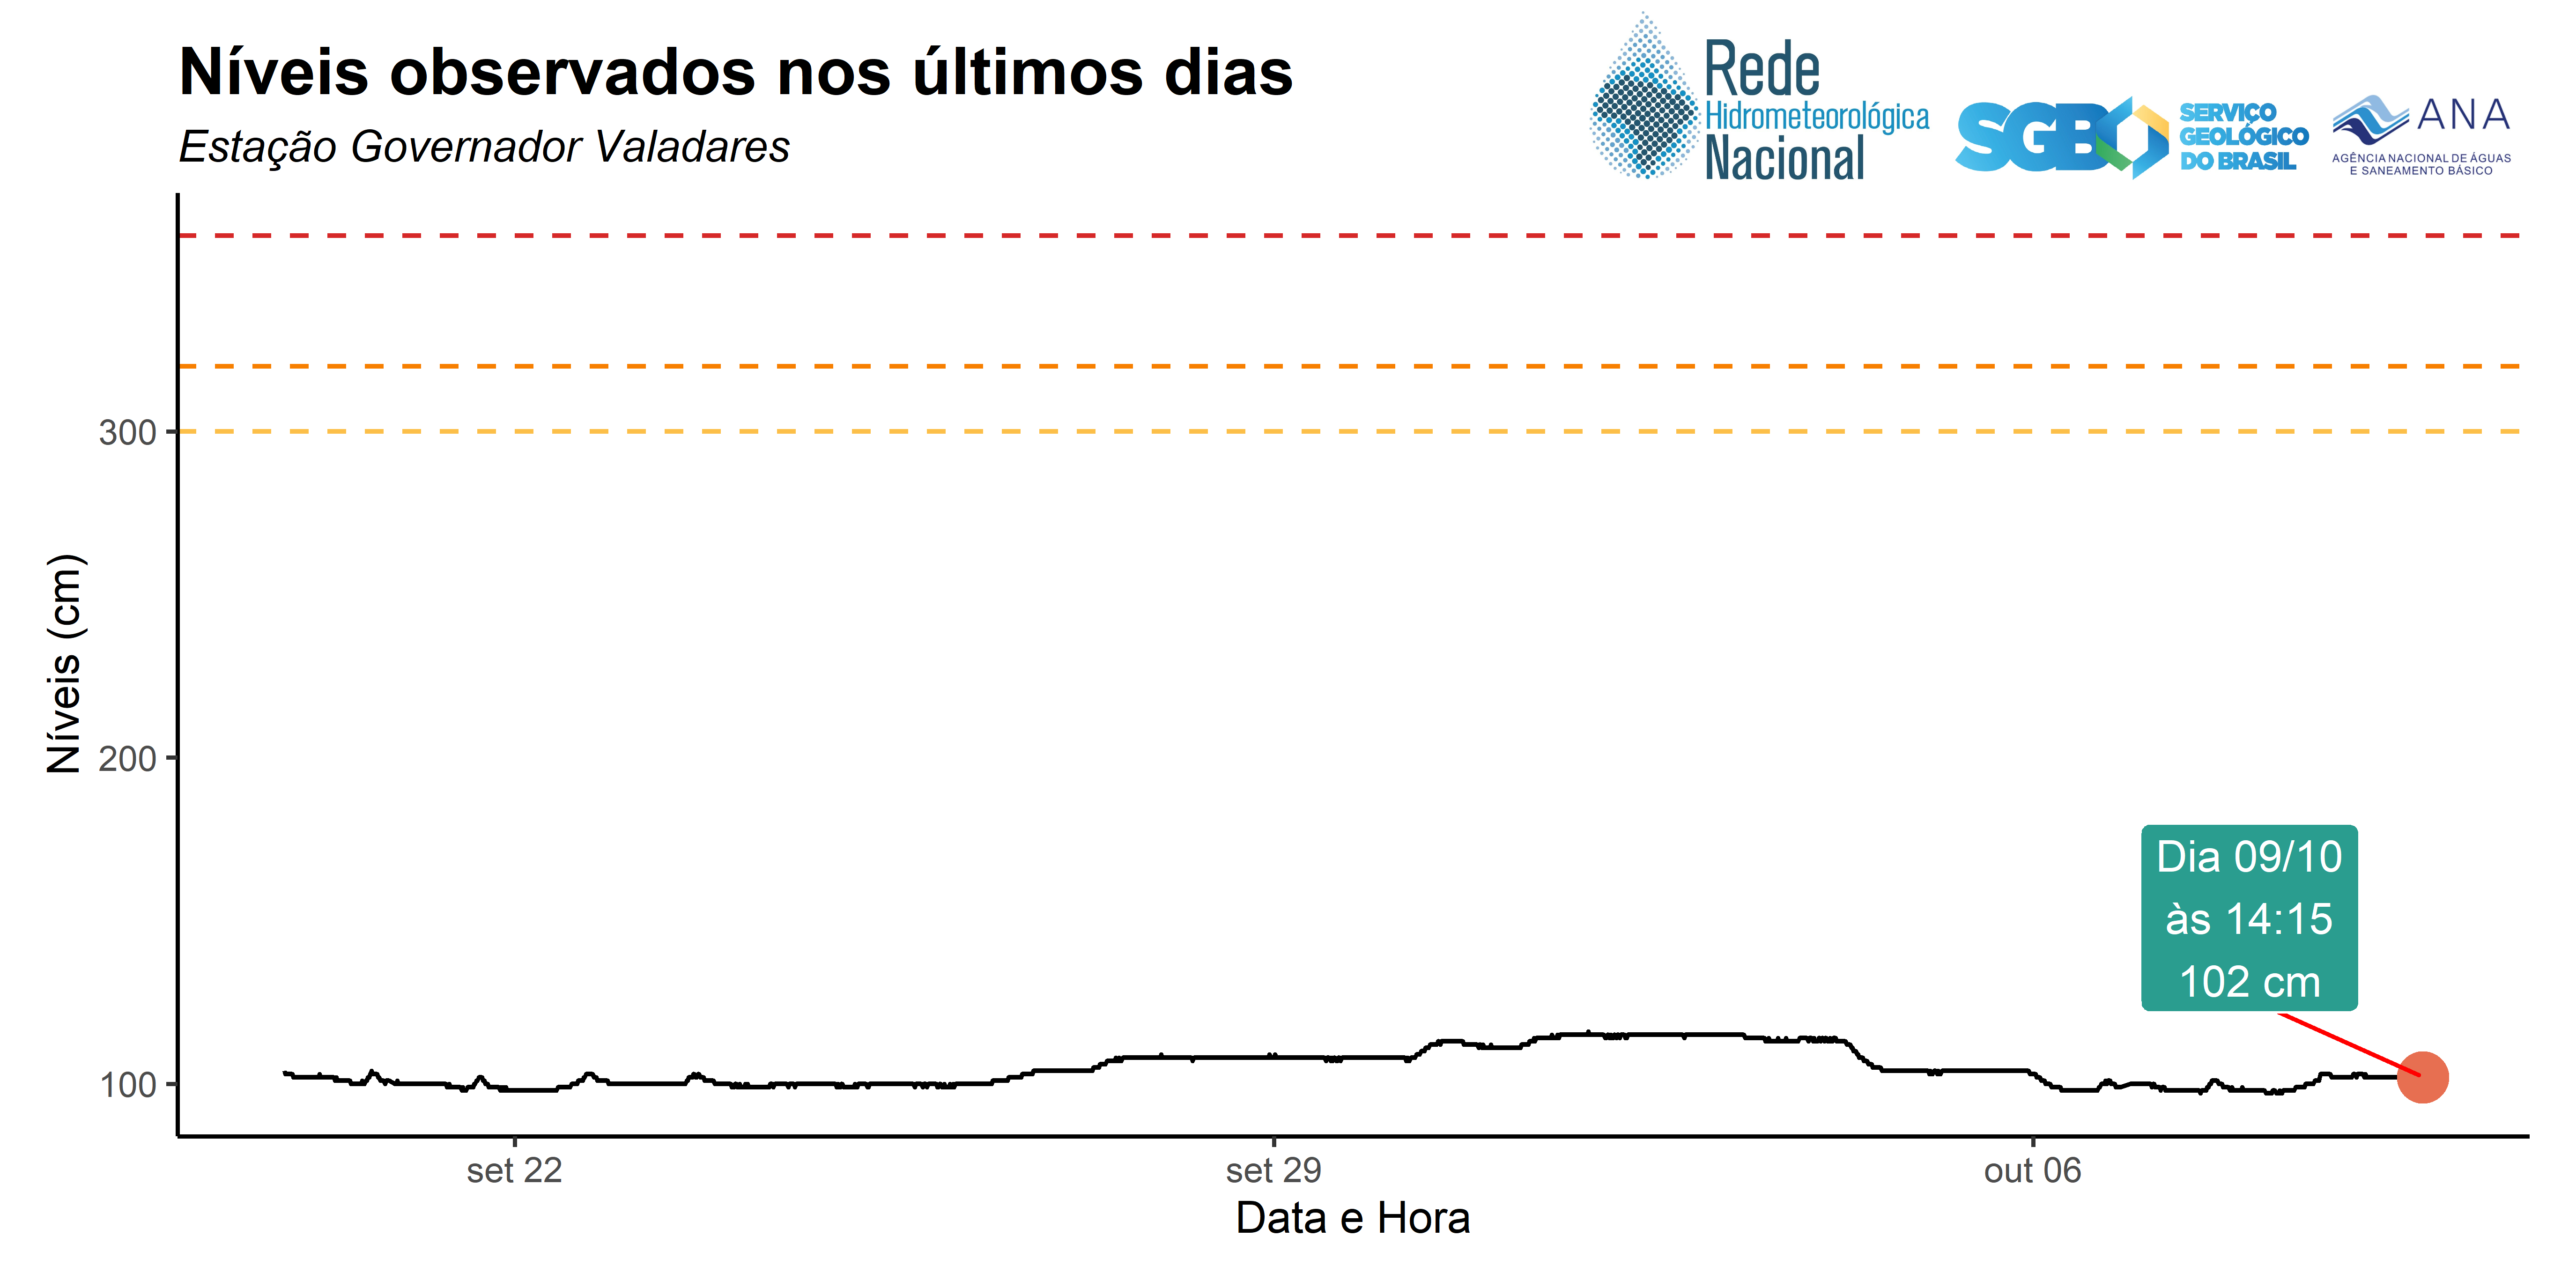 Níveis observados nos últimos dias
Estação Governador Valadares
Rede
Hidrometeorológica
Nacional
SGB
SERVIÇO
GEOLÓGICO
DO BRASIL
ANA
AGÊNCIA NACIONAL DE ÁGUAS
E SANEAMENTO BÁSICO
Níveis (cm)
300
200
100
Dia 09/10
às 14:15
102 cm
set 22
set 29
out 06
Data e Hora